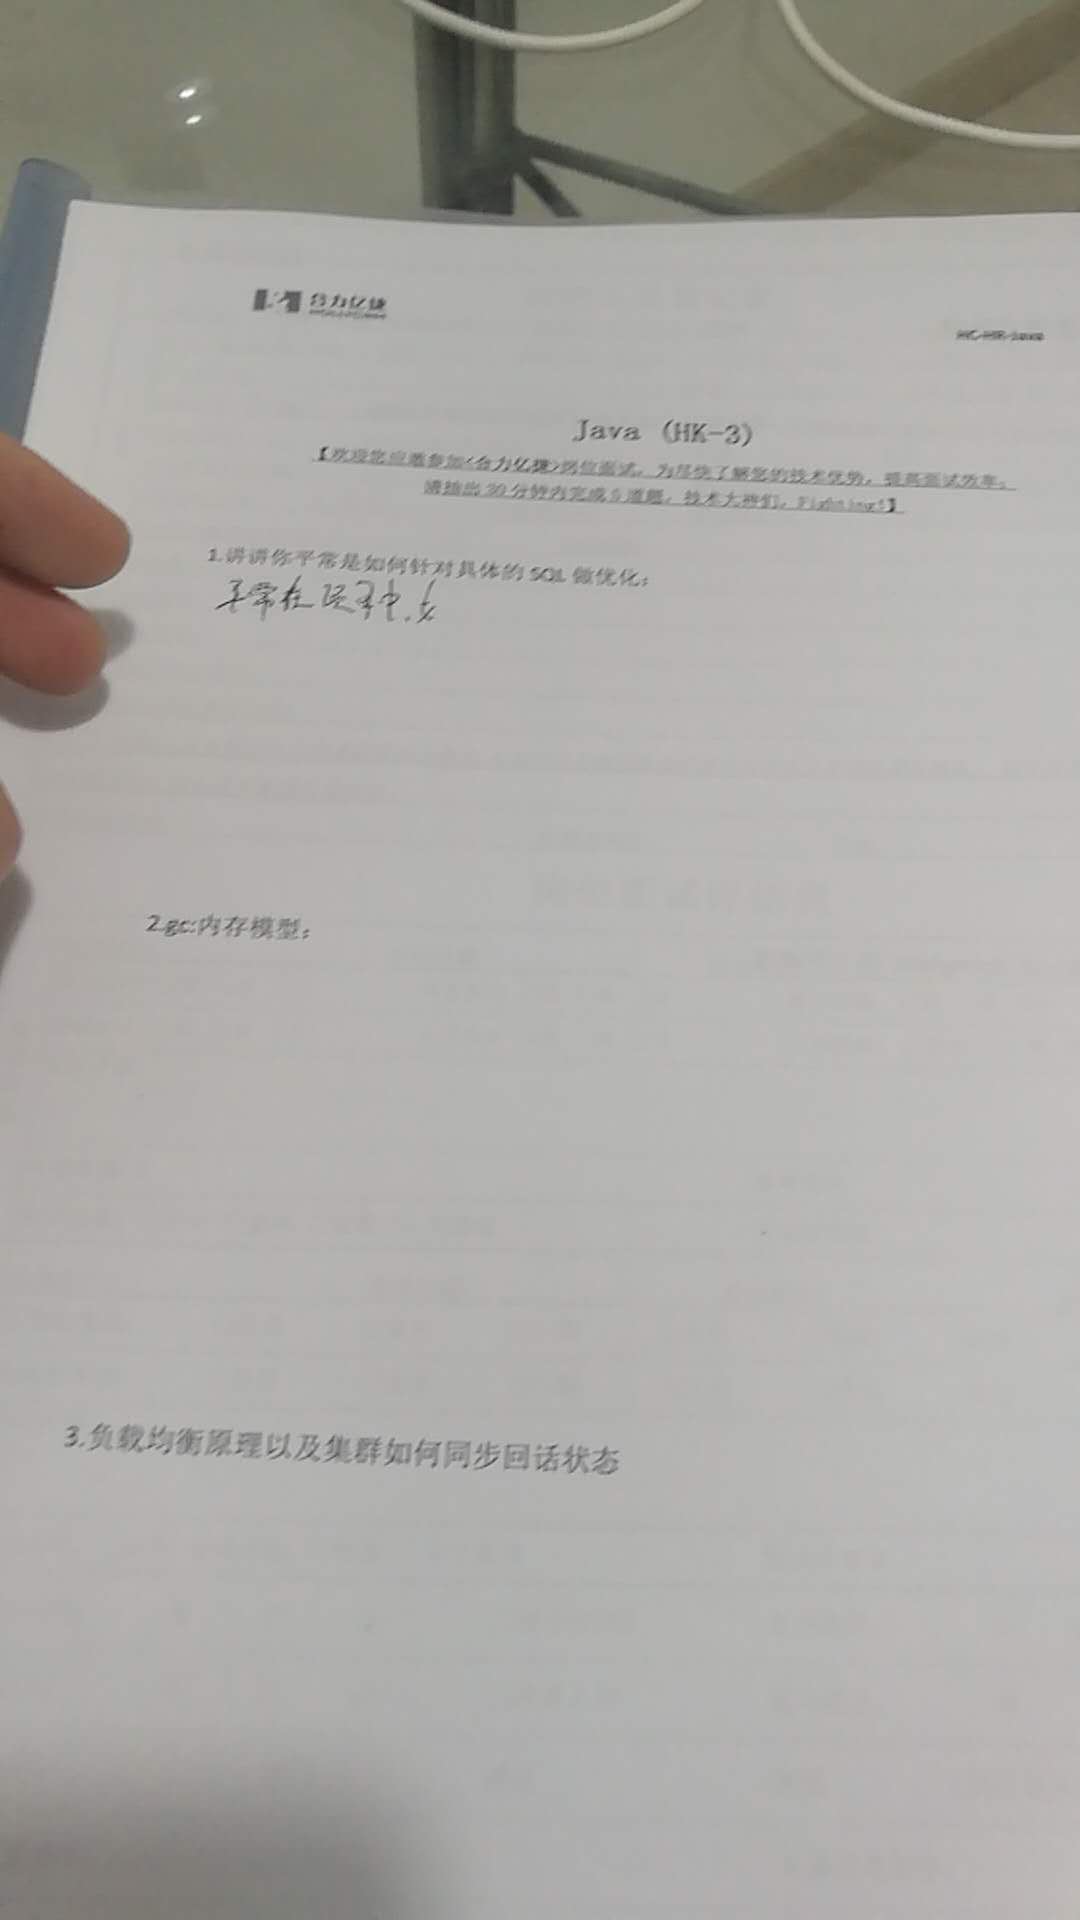 合力亿捷
Java (HK-3)
【欢迎您应邀参加<合力亿捷>岗位面试，为尽快了解您的技术优势，提高面试效率，
请抽出 30 分钟内完成 5 道题，技术大神们，Fighting!】
1.讲讲你平常是如何针对具体的 SQL 做优化；
平常在
2.gc:内存模型；
3.负载均衡原理以及集群如何同步回话状态